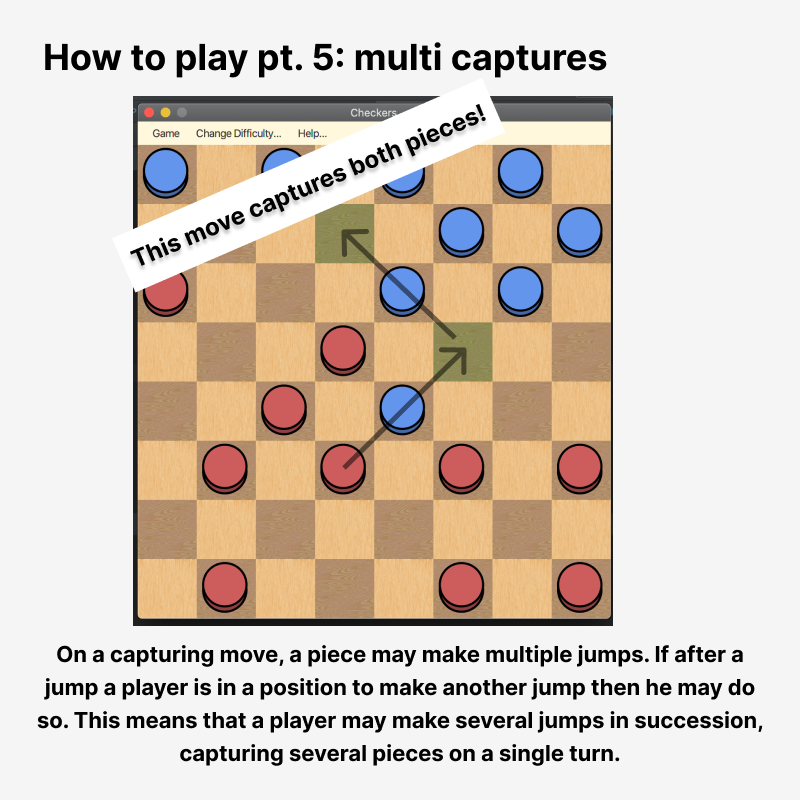 How to play pt. 5: multi captures
Checkers
Game Change Difficulty... Help...
This move captures both pieces!
On a capturing move, a piece may make multiple jumps. If after a
jump a player is in a position to make another jump then he may do
so. This means that a player may make several jumps in succession,
capturing several pieces on a single turn.